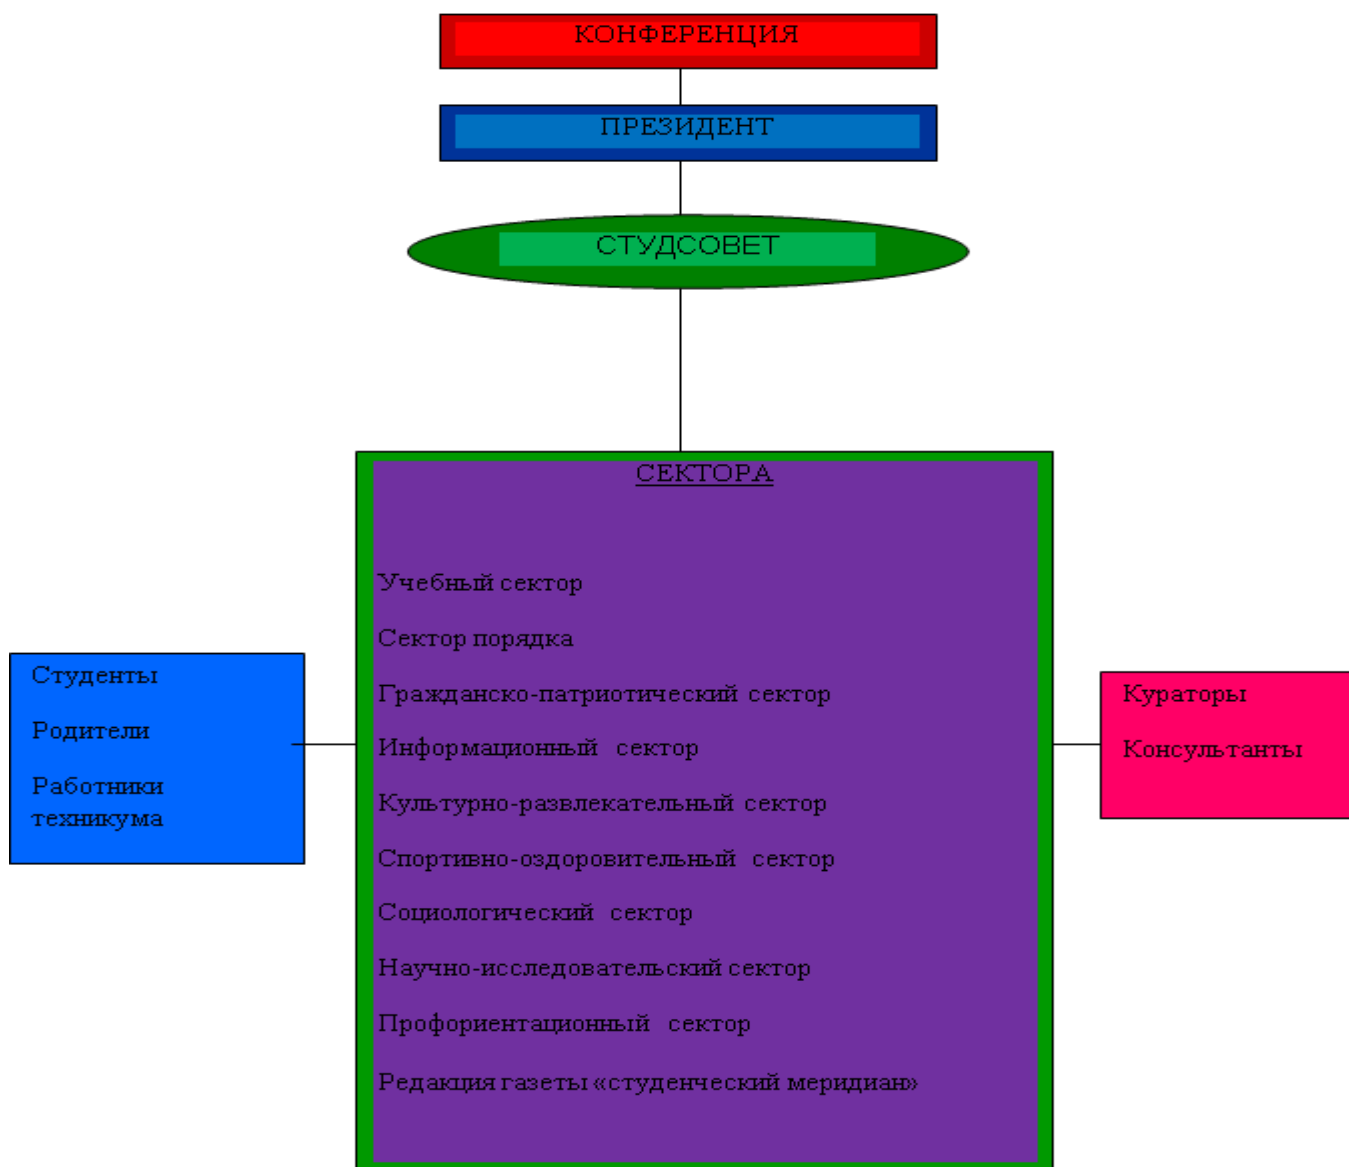 КОНФЕРЕНЦИЯ
ПРЕЗИДЕНТ
СТУДСОВЕТ
СЕКТОРА
Учебный сектор
Сектор порядка
Гражданско-патриотический сектор
Информационный сектор
Культурно-развлекательный сектор
Спортивно-оздоровительный сектор
Социологический сектор
Научно-исследовательский сектор
Профориентационный сектор
Редакция газеты «студенческий меридиан»
Студенты
Родители
Работники
техникума
Кураторы
Консультанты